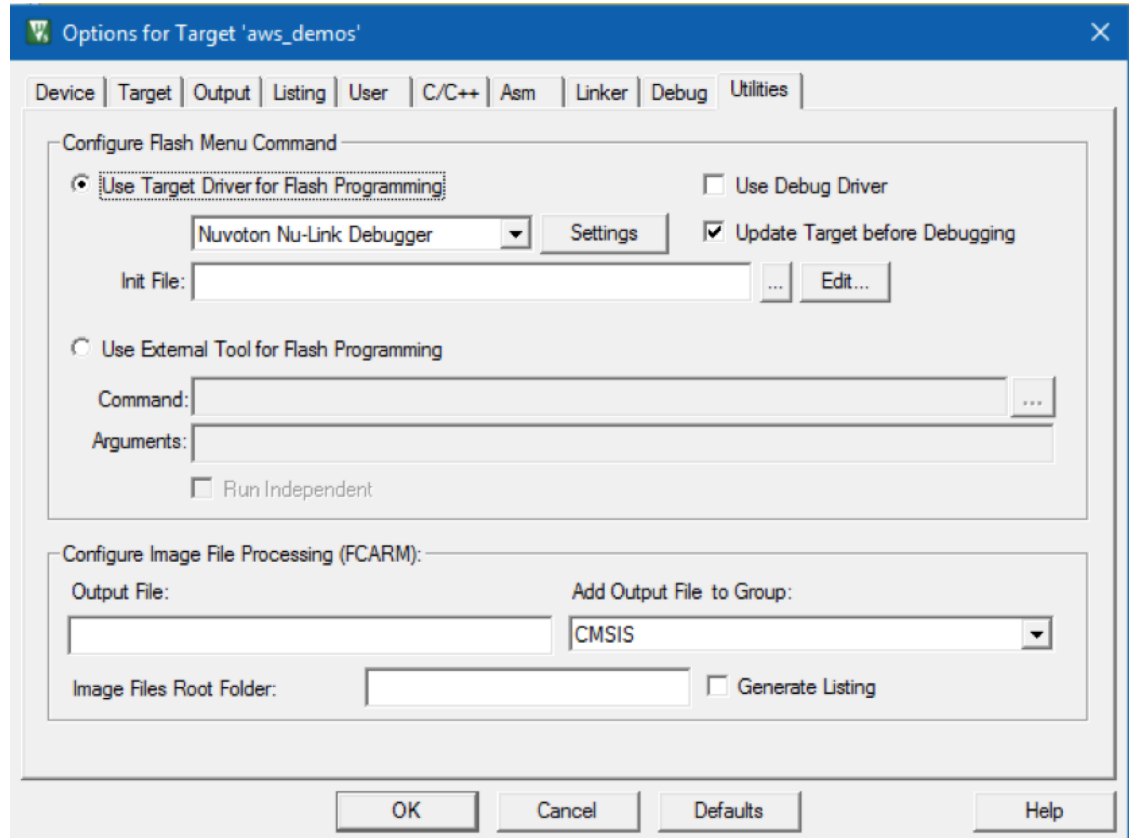 Options for Target 'aws_demos'
Device Target Output Listing User C/C++ Asm Linker Debug Utilities
Configure Flash Menu Command
Use Target Driver for Flash Programming Use Debug Driver
Nuvoton Nu-Link Debugger Settings Update Target before Debugging
Init File: ... Edit...
Use External Tool for Flash Programming
Command: ...
Arguments:
Run Independent
Configure Image File Processing (FCARM):
Output File: Add Output File to Group:
CMSIS
Image Files Root Folder: Generate Listing
OK Cancel Defaults Help